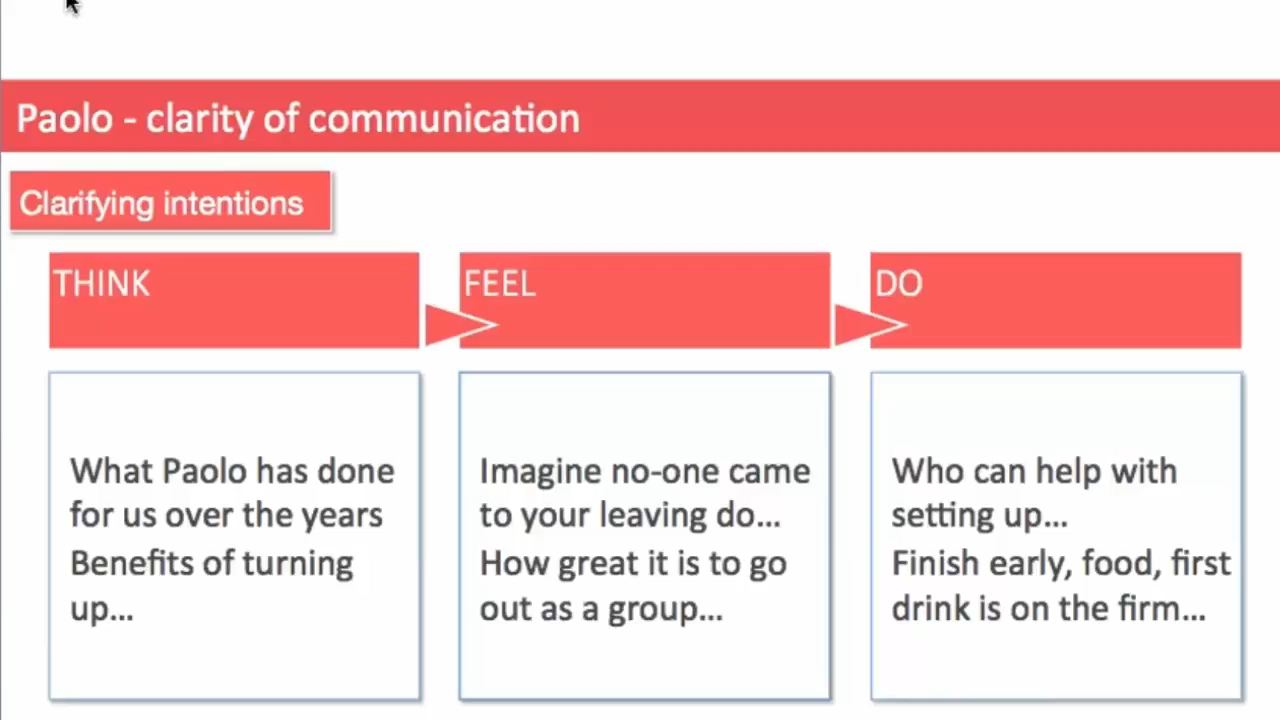 Paolo - clarity of communication
Clarifying intentions
THINK
FEEL
DO
What Paolo has done
for us over the years
Benefits of turning
up...
Imagine no-one came
to your leaving do...
How great it is to go
out as a group...
Who can help with
setting up...
Finish early, food, first
drink is on the firm...